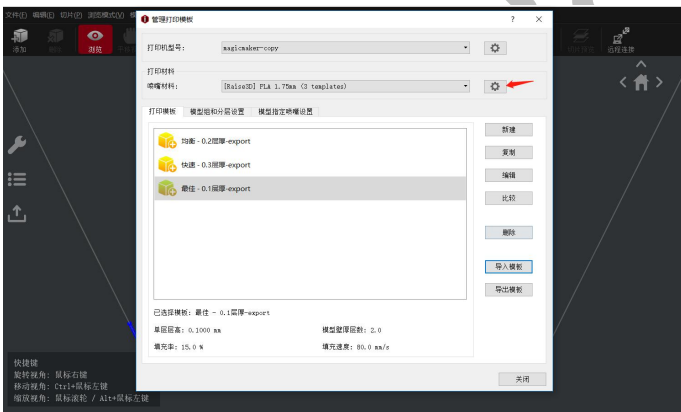 文件(F) 编辑(E) 切片(P) 浏览模式(V)
管理打印模板
添加
浏览
远程连接
打印机型号: magicmaker-copy
打印材料
喷嘴材料: [Raise3D] PLA 1.75mm (3 templates)
打印模板 模型组和分层设置 模型指定喷嘴设置
均衡 - 0.2层厚-export
快速 - 0.3层厚-export
最佳 - 0.1层厚-export
新建
复制
编辑
比较
删除
导入模板
导出模板
已选择模板: 最佳 - 0.1层厚-export
单层层高: 0.1000 mm 模型壁厚层数: 2.0
填充率: 15.0 % 填充速度: 80.0 mm/s
关闭
快捷键
旋转视角: 鼠标右键
移动视角: Ctrl+鼠标左键
缩放视角: 鼠标滚轮 / Alt+鼠标左键